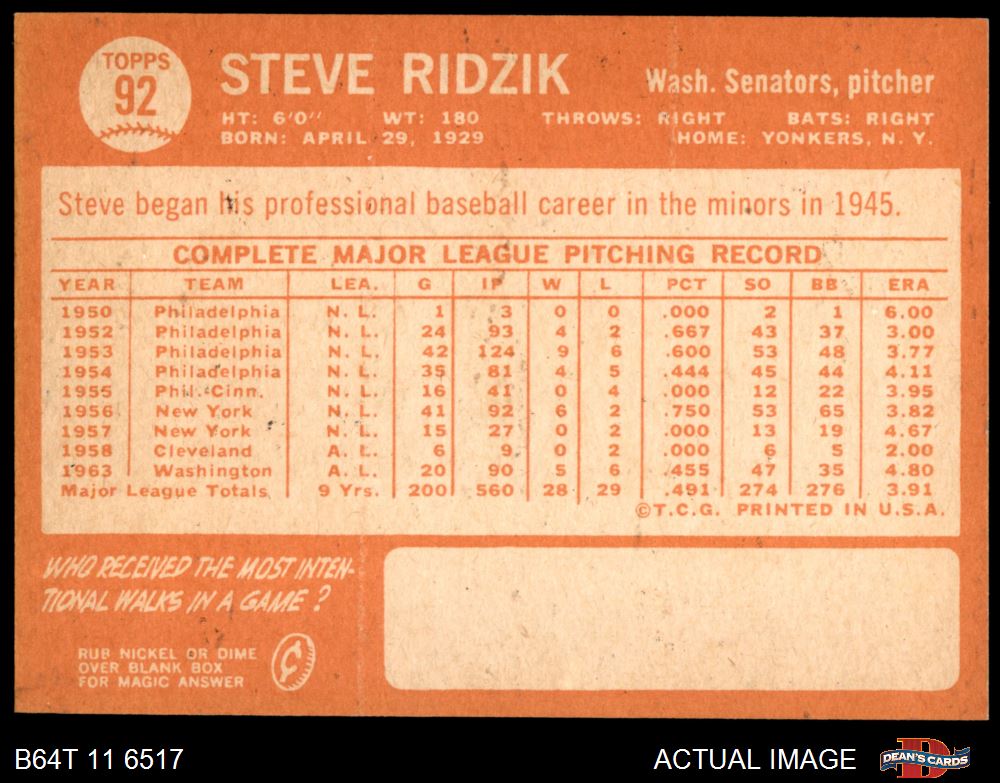 TOPPS
92
STEVE RIDZIK
Wash. Senators, pitcher
HT: 6'0" WT: 180 THROWS: RIGHT BATS: RIGHT
BORN: APRIL 29, 1929 HOME: YONKERS, N. Y.
Steve began his professional baseball career in the minors in 1945.
COMPLETE MAJOR LEAGUE PITCHING RECORD
YEAR TEAM LEA. G IP W L PCT SO BB ERA
1950 Philadelphia N. L. 1 3 0 0 .000 2 1 6.00
1952 Philadelphia N. L. 24 93 4 2 .667 43 37 3.00
1953 Philadelphia N. L. 42 124 9 6 .600 53 48 3.77
1954 Philadelphia N. L. 35 81 4 5 .444 45 44 4.11
1955 Phil.-Cinn. N. L. 16 41 0 4 .000 12 22 3.95
1956 New York N. L. 41 92 6 2 .750 53 65 3.82
1957 New York N. L. 15 27 0 2 .000 13 19 4.67
1958 Cleveland A. L. 6 9 0 2 .000 6 5 2.00
1963 Washington A. L. 20 90 5 6 .455 47 35 4.80
Major League Totals 9 Yrs. 200 560 28 29 .491 274 276 3.91
©T.C.G. PRINTED IN U.S.A.
WHO RECEIVED THE MOST INTEN-
TIONAL WALKS IN A GAME ?
RUB NICKEL OR DIME
OVER BLANK BOX
FOR MAGIC ANSWER
B64T 11 6517
ACTUAL IMAGE
DEAN'S CARDS